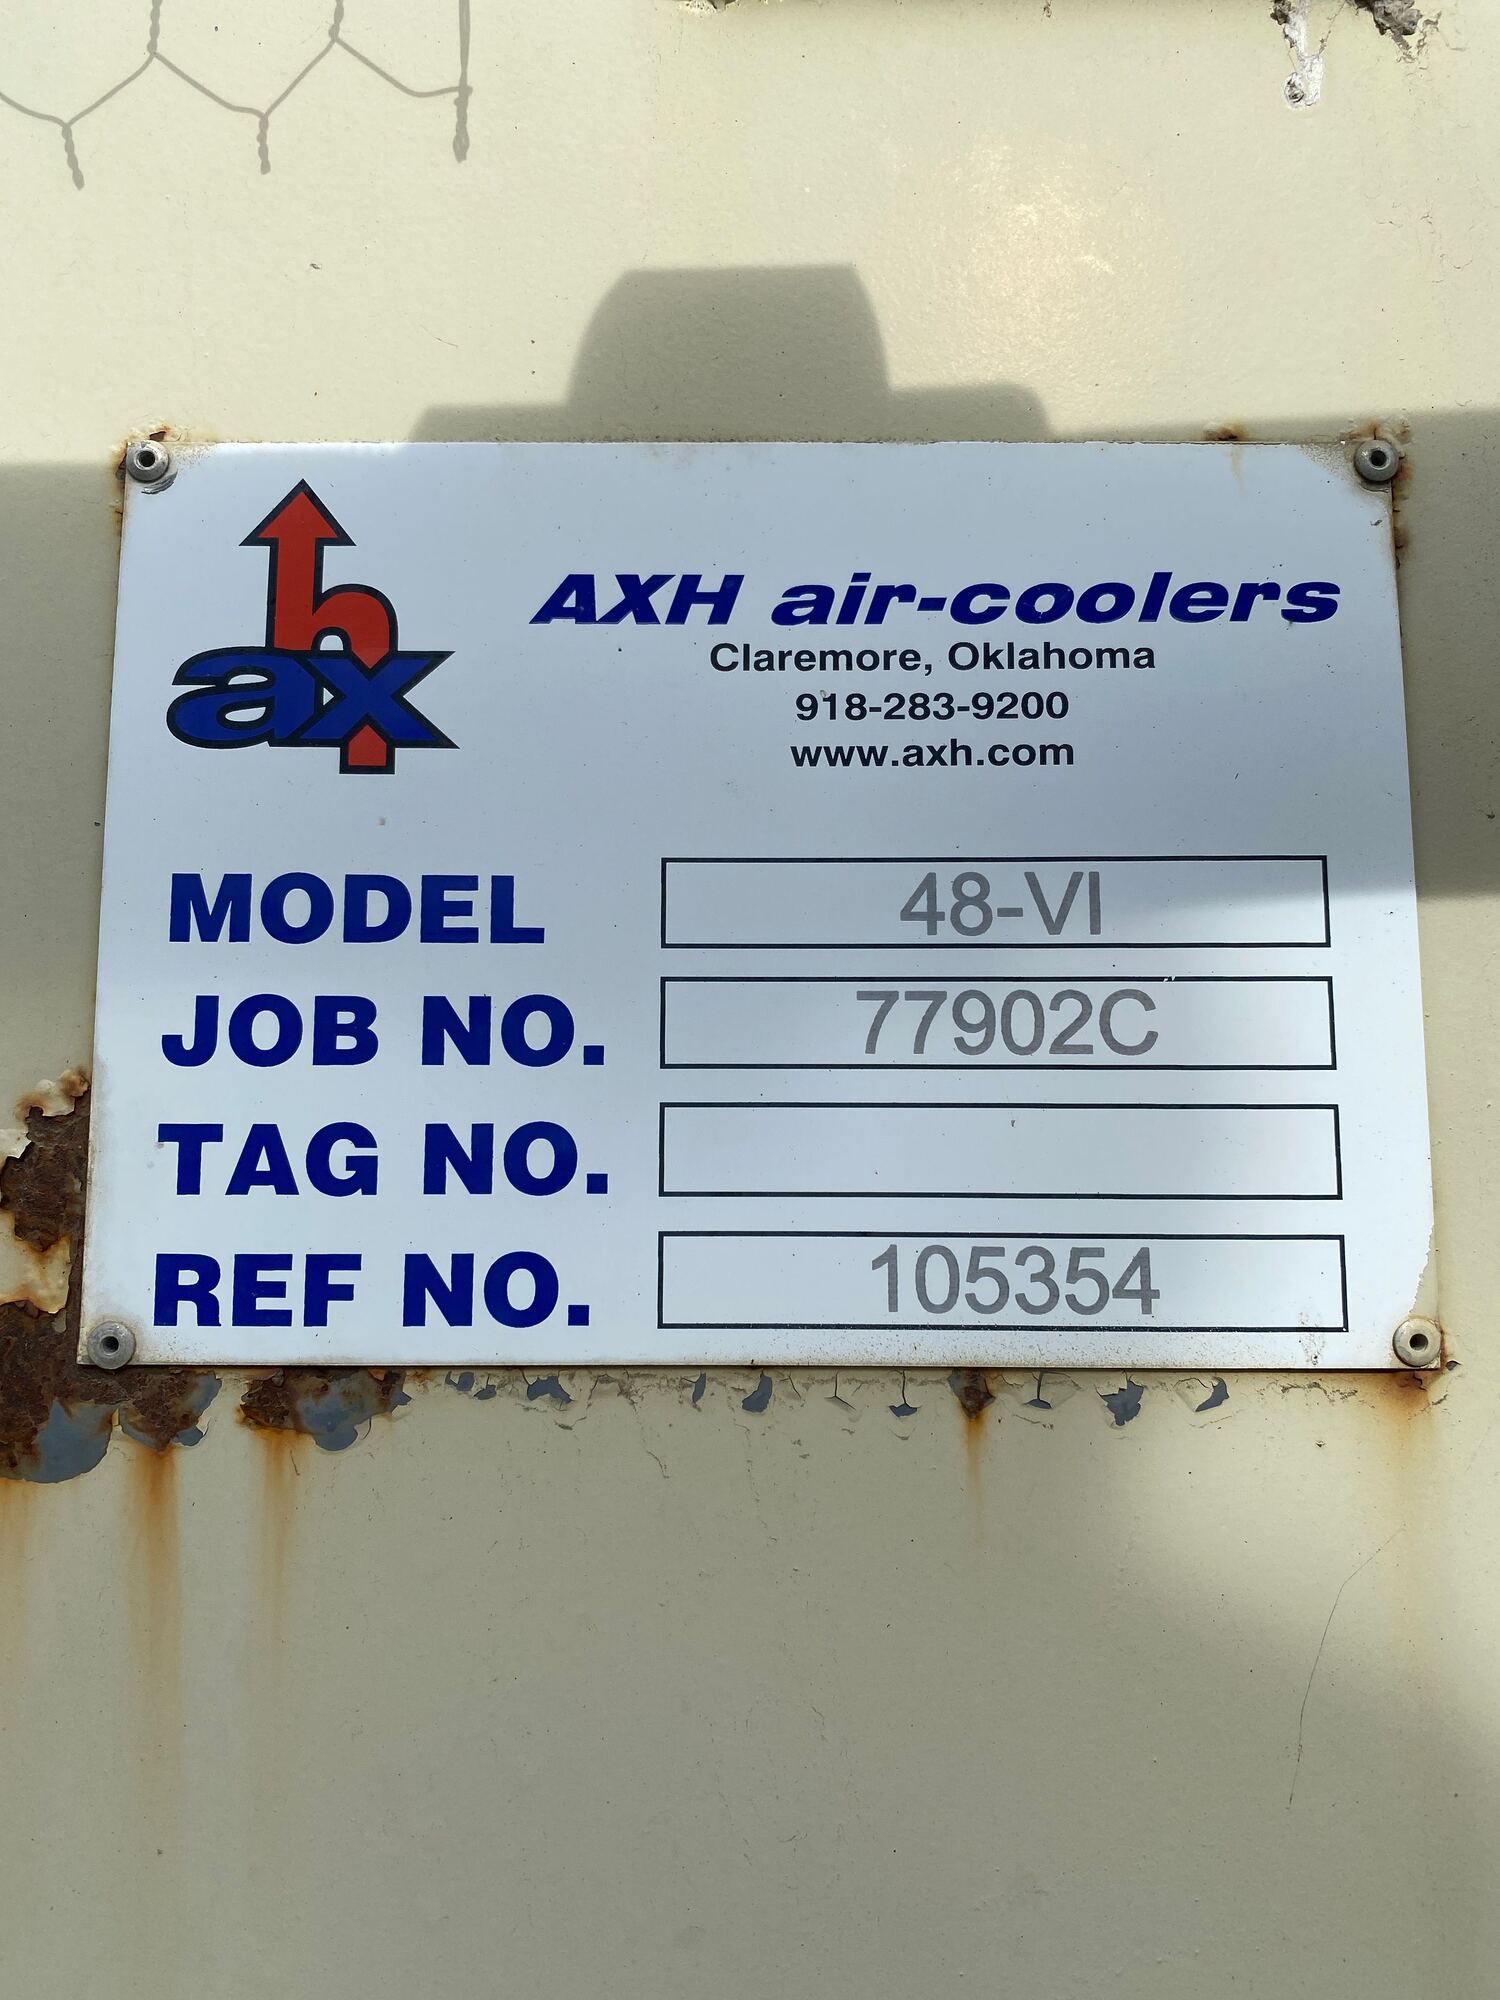 hax
AXH air-coolers
Claremore, Oklahoma
918-283-9200
www.axh.com
MODEL 48-VI
JOB NO. 77902C
TAG NO.
REF NO. 105354